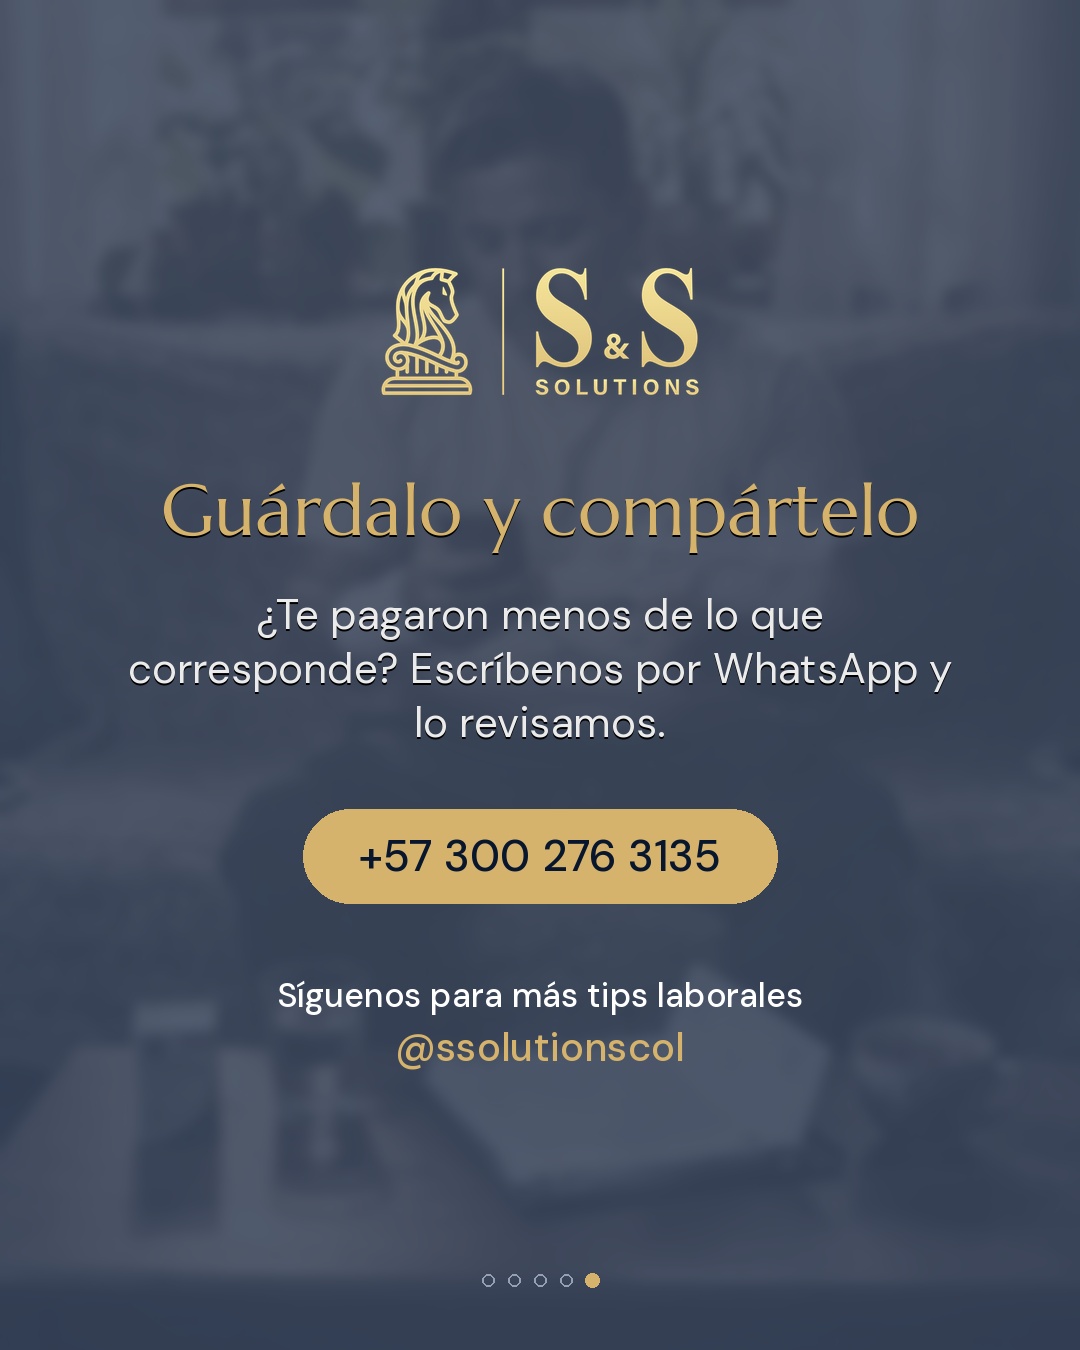 S&S
SOLUTIONS
Guárdalo y compártelo
¿Te pagaron menos de lo que
corresponde? Escríbenos por WhatsApp y
lo revisamos.
+57 300 276 3135
Síguenos para más tips laborales
@ssolutionscol